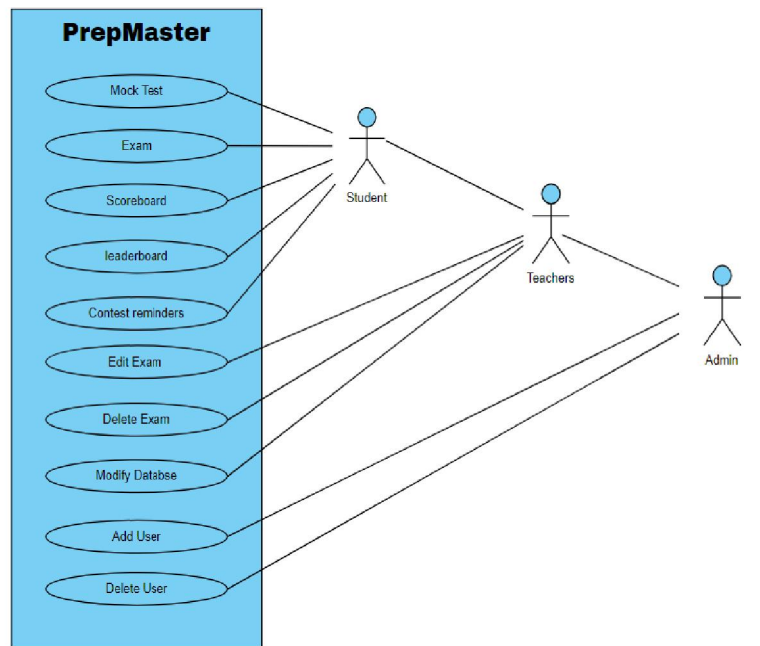 PrepMaster
Mock Test
Exam
Scoreboard
leaderboard
Contest reminders
Edit Exam
Delete Exam
Modify Databse
Add User
Delete User
Student
Teachers
Admin